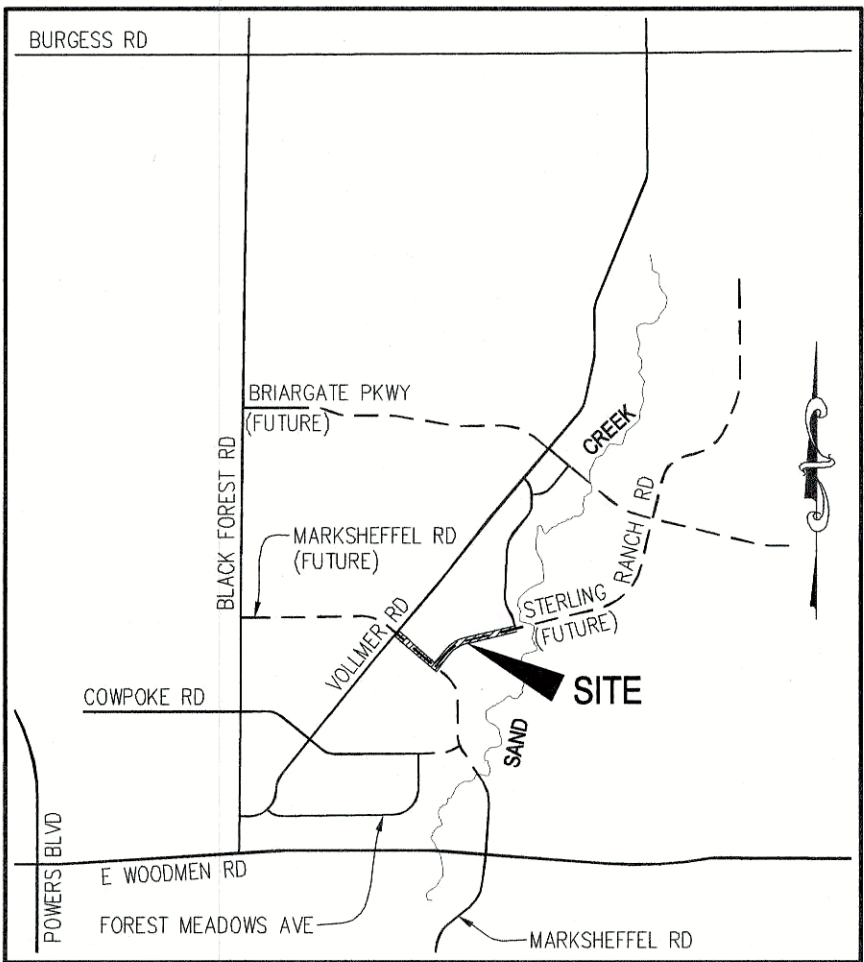 BURGESS RD
BRIARGATE PKWY
(FUTURE)
CREEK
BLACK FOREST RD
MARKSHEFFEL RD
(FUTURE)
RANCH RD
STERLING
(FUTURE)
VOLLMER RD
SITE
COWPOKE RD
SAND
POWERS BLVD
E WOODMEN RD
FOREST MEADOWS AVE
MARKSHEFFEL RD